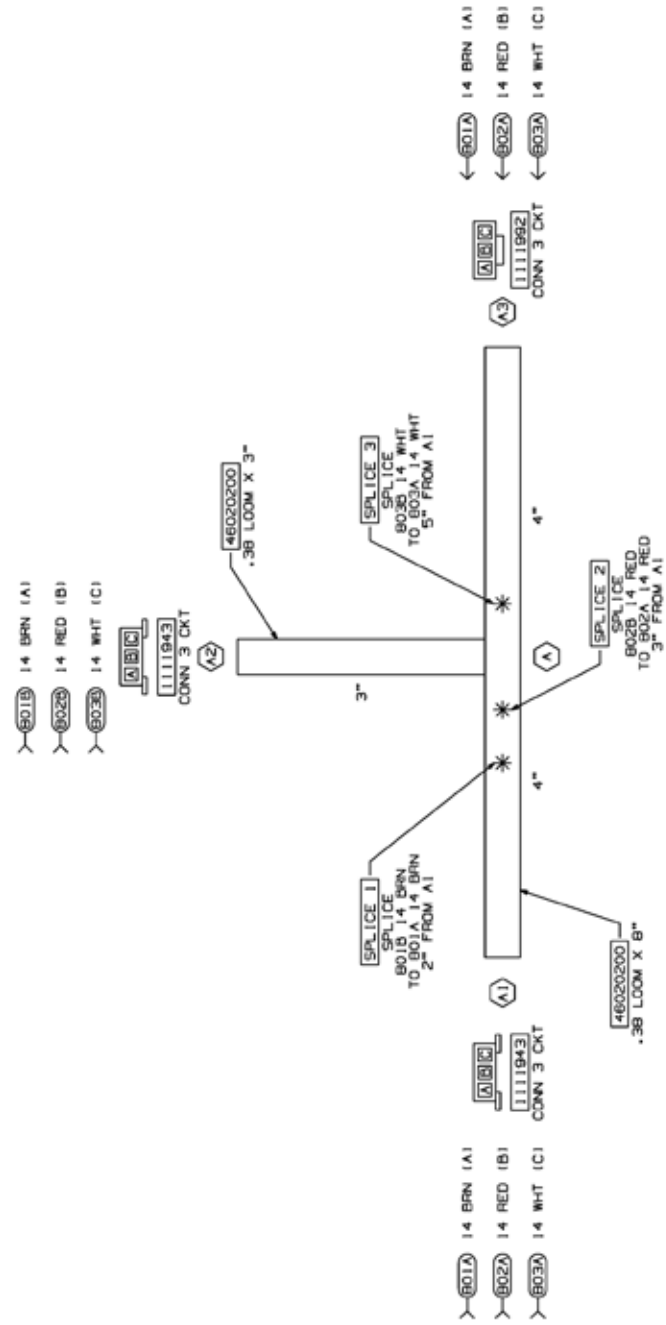 801B 14 BRN (A)
802B 14 RED (B)
803B 14 WHT (C)
A B C
1111943
CONN 3 CKT
A2
46020200
.38 LOOM X 3"
3"
SPLICE 1
SPLICE
801B 14 BRN
TO 801A 14 BRN
2" FROM A1
SPLICE 3
SPLICE
803B 14 WHT
TO 803A 14 WHT
5" FROM A1
801A 14 BRN (A)
802A 14 RED (B)
803A 14 WHT (C)
A B C
1111943
CONN 3 CKT
A1
4"
A
4"
A3
A B C
1111992
CONN 3 CKT
801A 14 BRN (A)
802A 14 RED (B)
803A 14 WHT (C)
46020200
.38 LOOM X 8"
SPLICE 2
SPLICE
802B 14 RED
TO 802A 14 RED
3" FROM A1